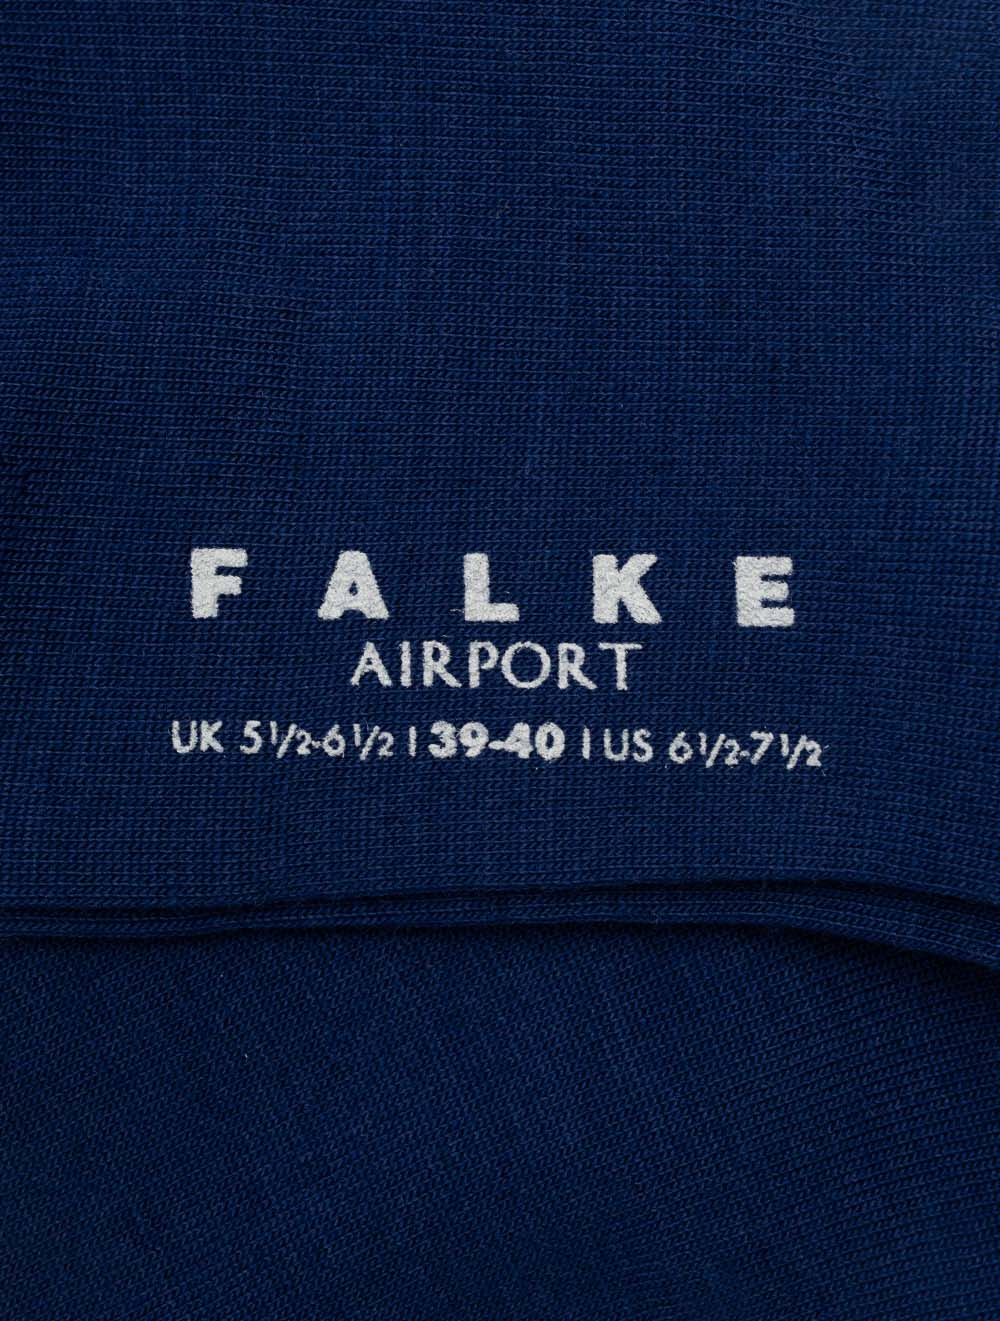 FALKE
AIRPORT
UK 5½-6½ | 39-40 | US 6½-7½